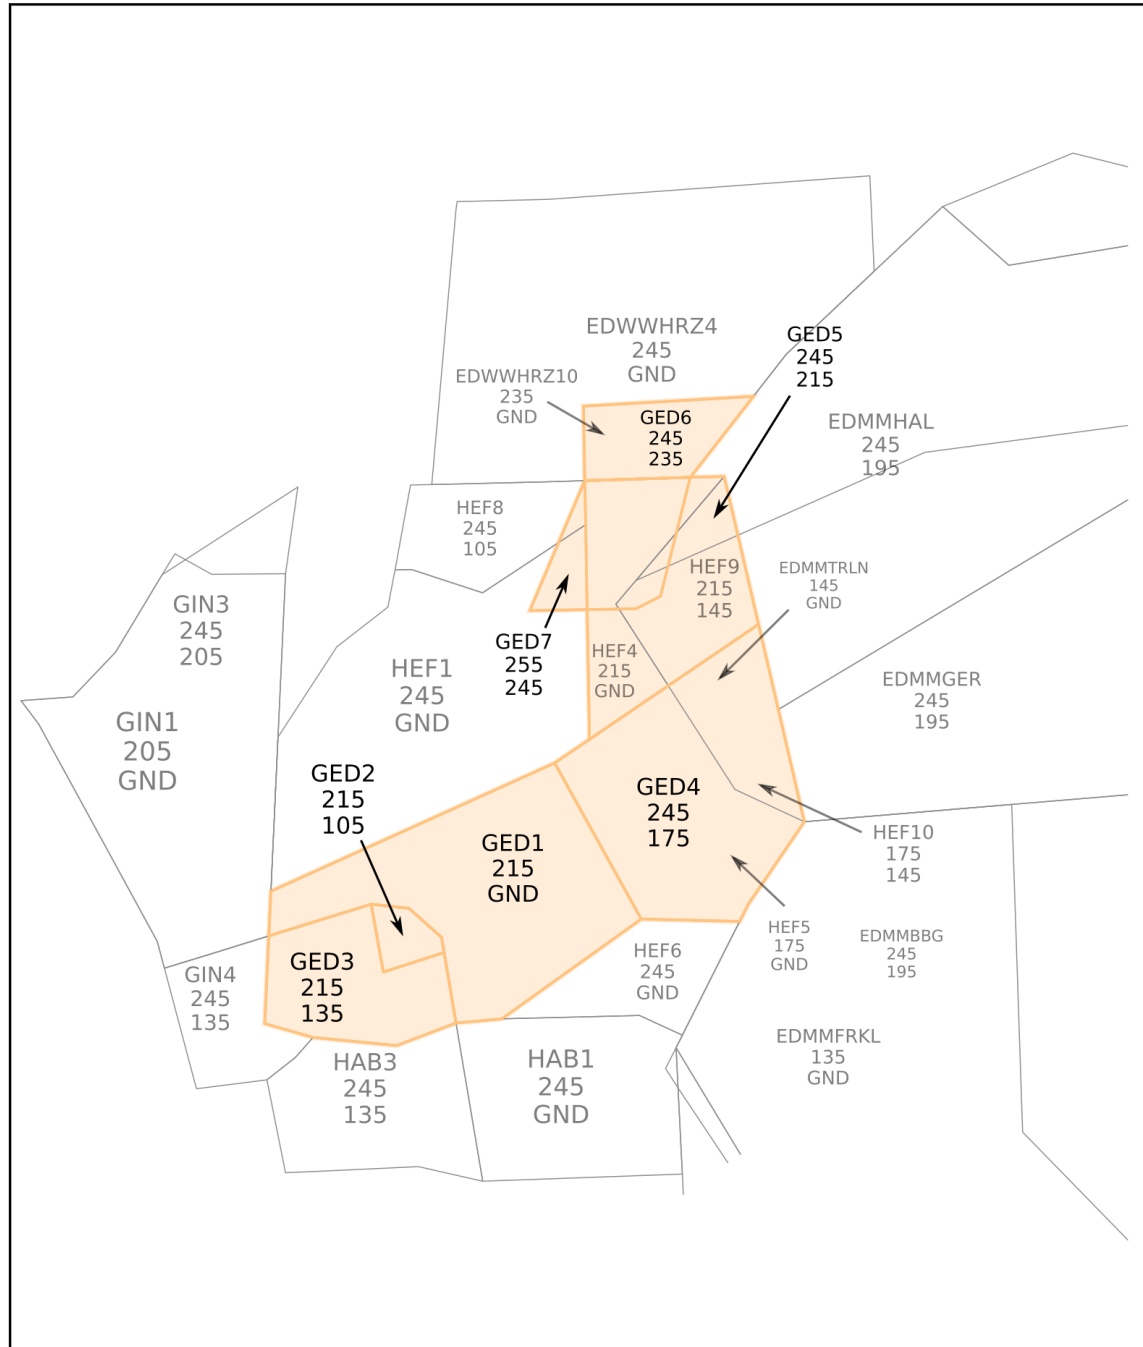 EDWWHRZ4
245
GND
GED5
245
215
EDWWHRZ10
235
GND
GED6
245
235
EDMMHAL
245
195
HEF8
245
105
HEF9
215
145
EDMMTRLN
145
GND
GIN3
245
205
GED7
255
245
HEF4
215
GND
HEF1
245
GND
EDMMGER
245
195
GIN1
205
GND
GED2
215
105
GED4
245
175
GED1
215
GND
HEF10
175
145
HEF5
175
GND
EDMMBBG
245
195
HEF6
245
GND
GED3
215
135
GIN4
245
135
EDMMFRKL
135
GND
HAB3
245
135
HAB1
245
GND